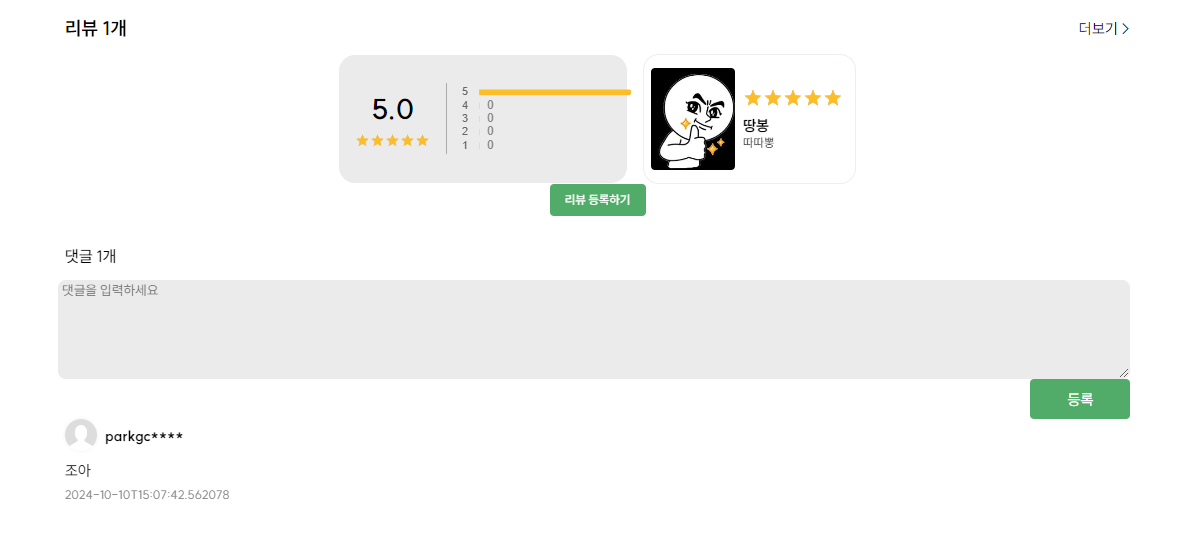 리뷰 1개
더보기
5.0
5
4 0
3 0
2 0
1 0
땅봉
따띠뽕
리뷰 등록하기
댓글 1개
댓글을 입력하세요
등록
parkgc****
조아
2024-10-10T15:07:42.562078